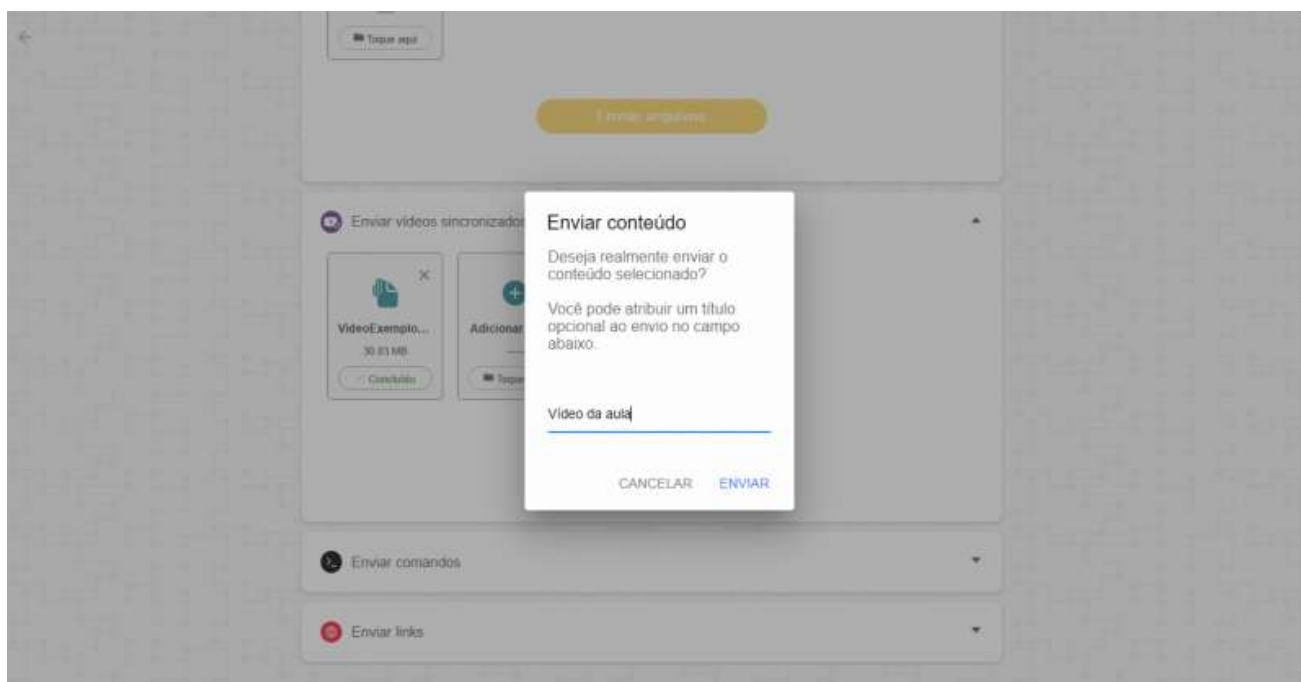 Toque aqui
Enviar arquivos
Enviar vídeos sincronizados
VideoExemplo...
30.83 MB
Concluído
Adicionar
Toque
Enviar conteúdo
Deseja realmente enviar o
conteúdo selecionado?
Você pode atribuir um título
opcional ao envio no campo
abaixo.
Vídeo da aula
CANCELAR ENVIAR
Enviar comandos
Enviar links